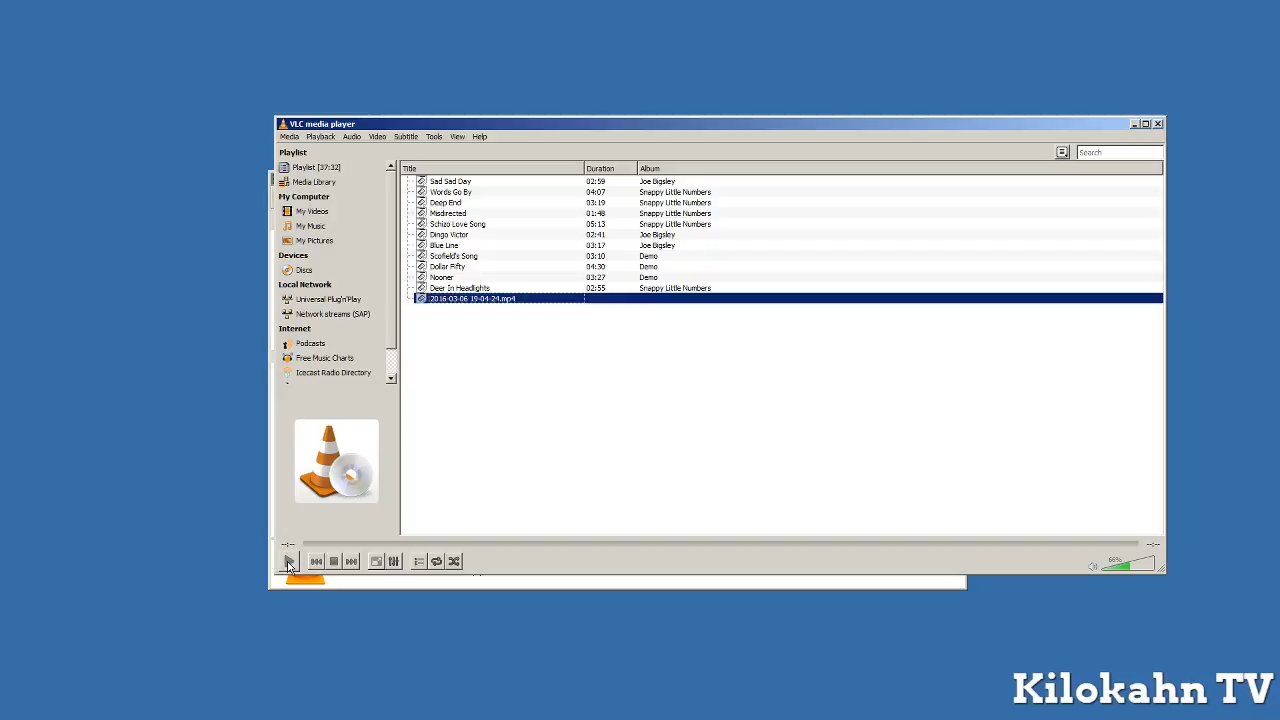 VLC media player
Media Playback Audio Video Subtitle Tools View Help
Playlist
Search
Playlist [37:32]
Media Library
My Computer
My Videos
My Music
My Pictures
Devices
Discs
Local Network
Universal Plug'n'Play
Network streams (SAP)
Internet
Podcasts
Free Music Charts
Icecast Radio Directory
Title Duration Album
Sad Sad Day 02:59 Joe Bigsley
Words Go By 04:07 Snappy Little Numbers
Deep End 03:19 Snappy Little Numbers
Misdirected 01:48 Snappy Little Numbers
Schizo Love Song 05:13 Snappy Little Numbers
Dingo Victor 02:41 Joe Bigsley
Blue Line 03:17 Joe Bigsley
Scofield's Song 03:10 Demo
Dollar Fifty 04:30 Demo
Nooner 03:27 Demo
Deer In Headlights 02:55 Snappy Little Numbers
2016-03-06 19-04-24.mp4
--:-- --:--
66%
Kilokahn TV